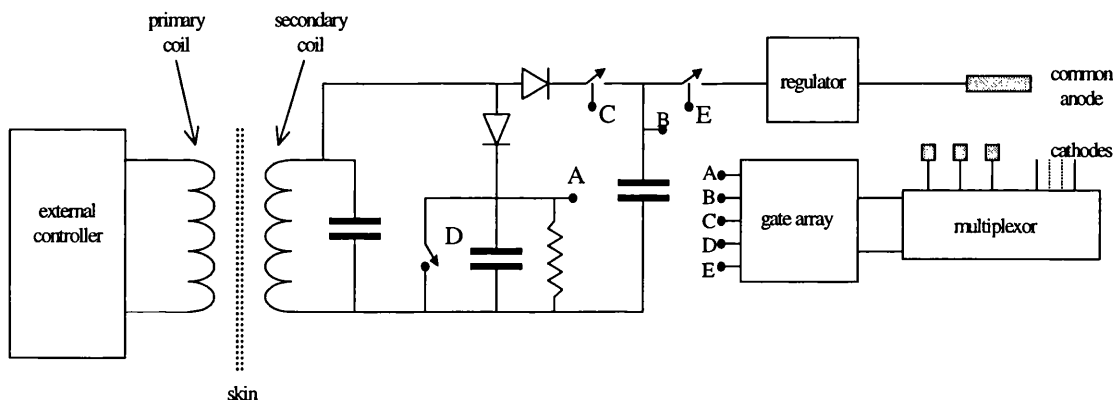 primary
coil
secondary
coil
external
controller
skin
C
B
E
A
D
regulator
common
anode
cathodes
A
B
C
D
E
gate array
multiplexor